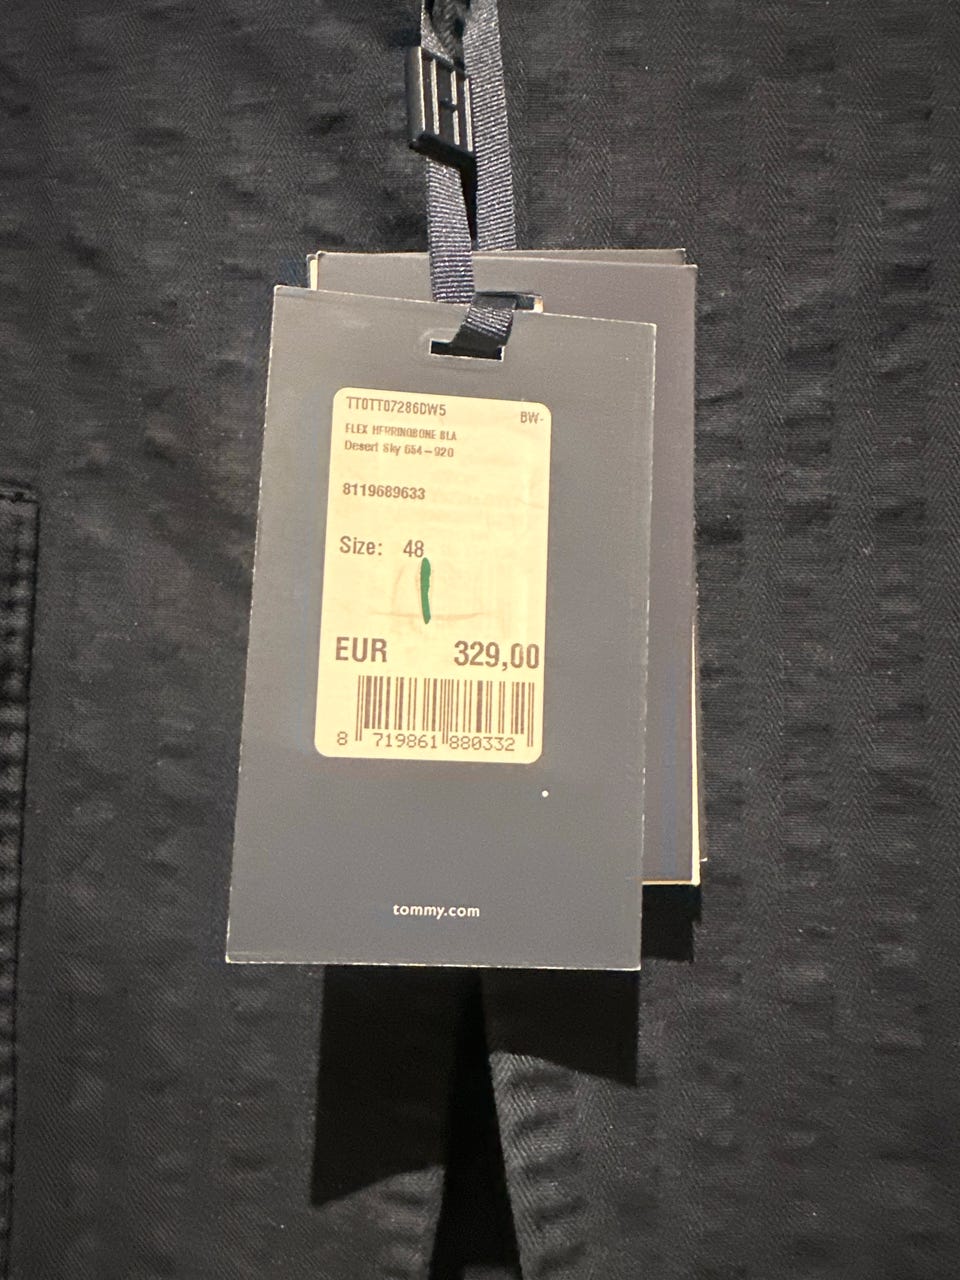 TT0TT07286DW5 BW-
FLEX HERRINGBONE BLA
Desert Sky 654-920
8119689633
Size: 48
EUR 329,00
8 719861 880332
tommy.com